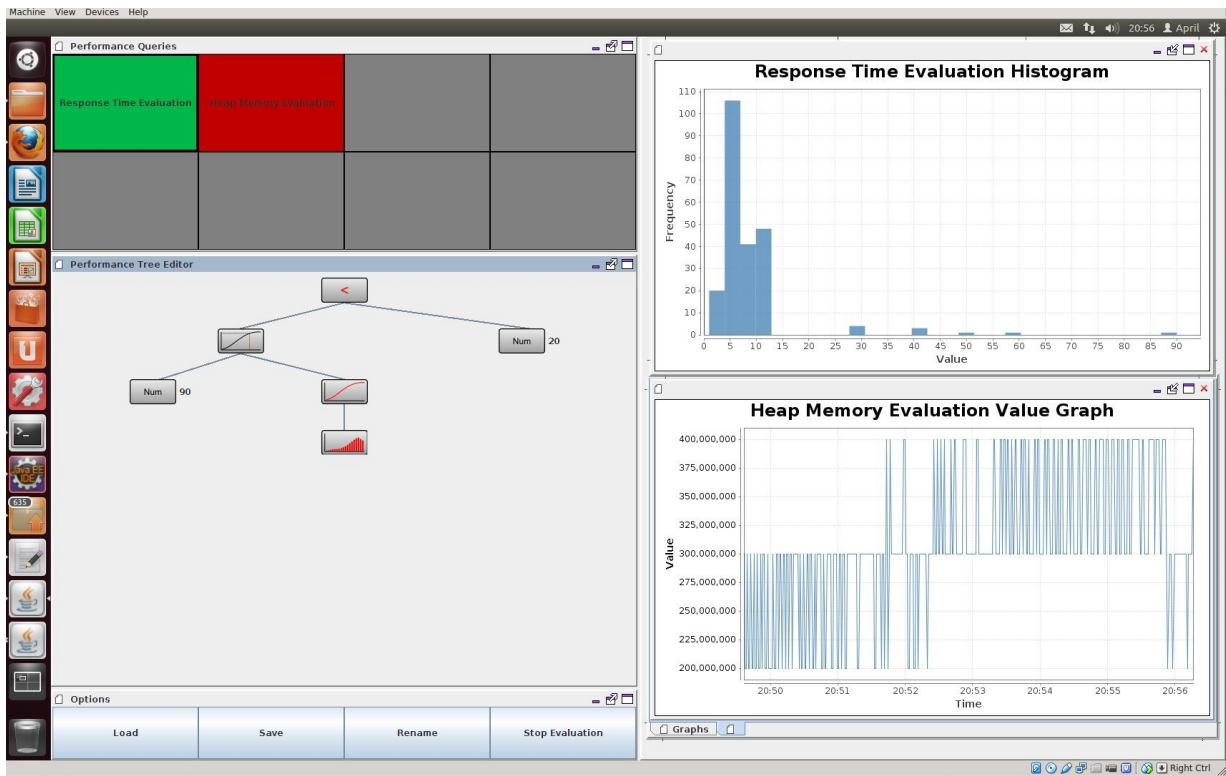 Machine View Devices Help
20:56 April
Performance Queries
Response Time Evaluation
Heap Memory Evaluation
Performance Tree Editor
<
Num 20
Num 90
Java EE
IDE
635
Options
Load Save Rename Stop Evaluation
Response Time Evaluation Histogram
Frequency
110
100
90
80
70
60
50
40
30
20
10
0
0 5 10 15 20 25 30 35 40 45 50 55 60 65 70 75 80 85 90
Value
Heap Memory Evaluation Value Graph
Value
400,000,000
375,000,000
350,000,000
325,000,000
300,000,000
275,000,000
250,000,000
225,000,000
200,000,000
20:50 20:51 20:52 20:53 20:54 20:55 20:56
Time
Graphs
Right Ctrl